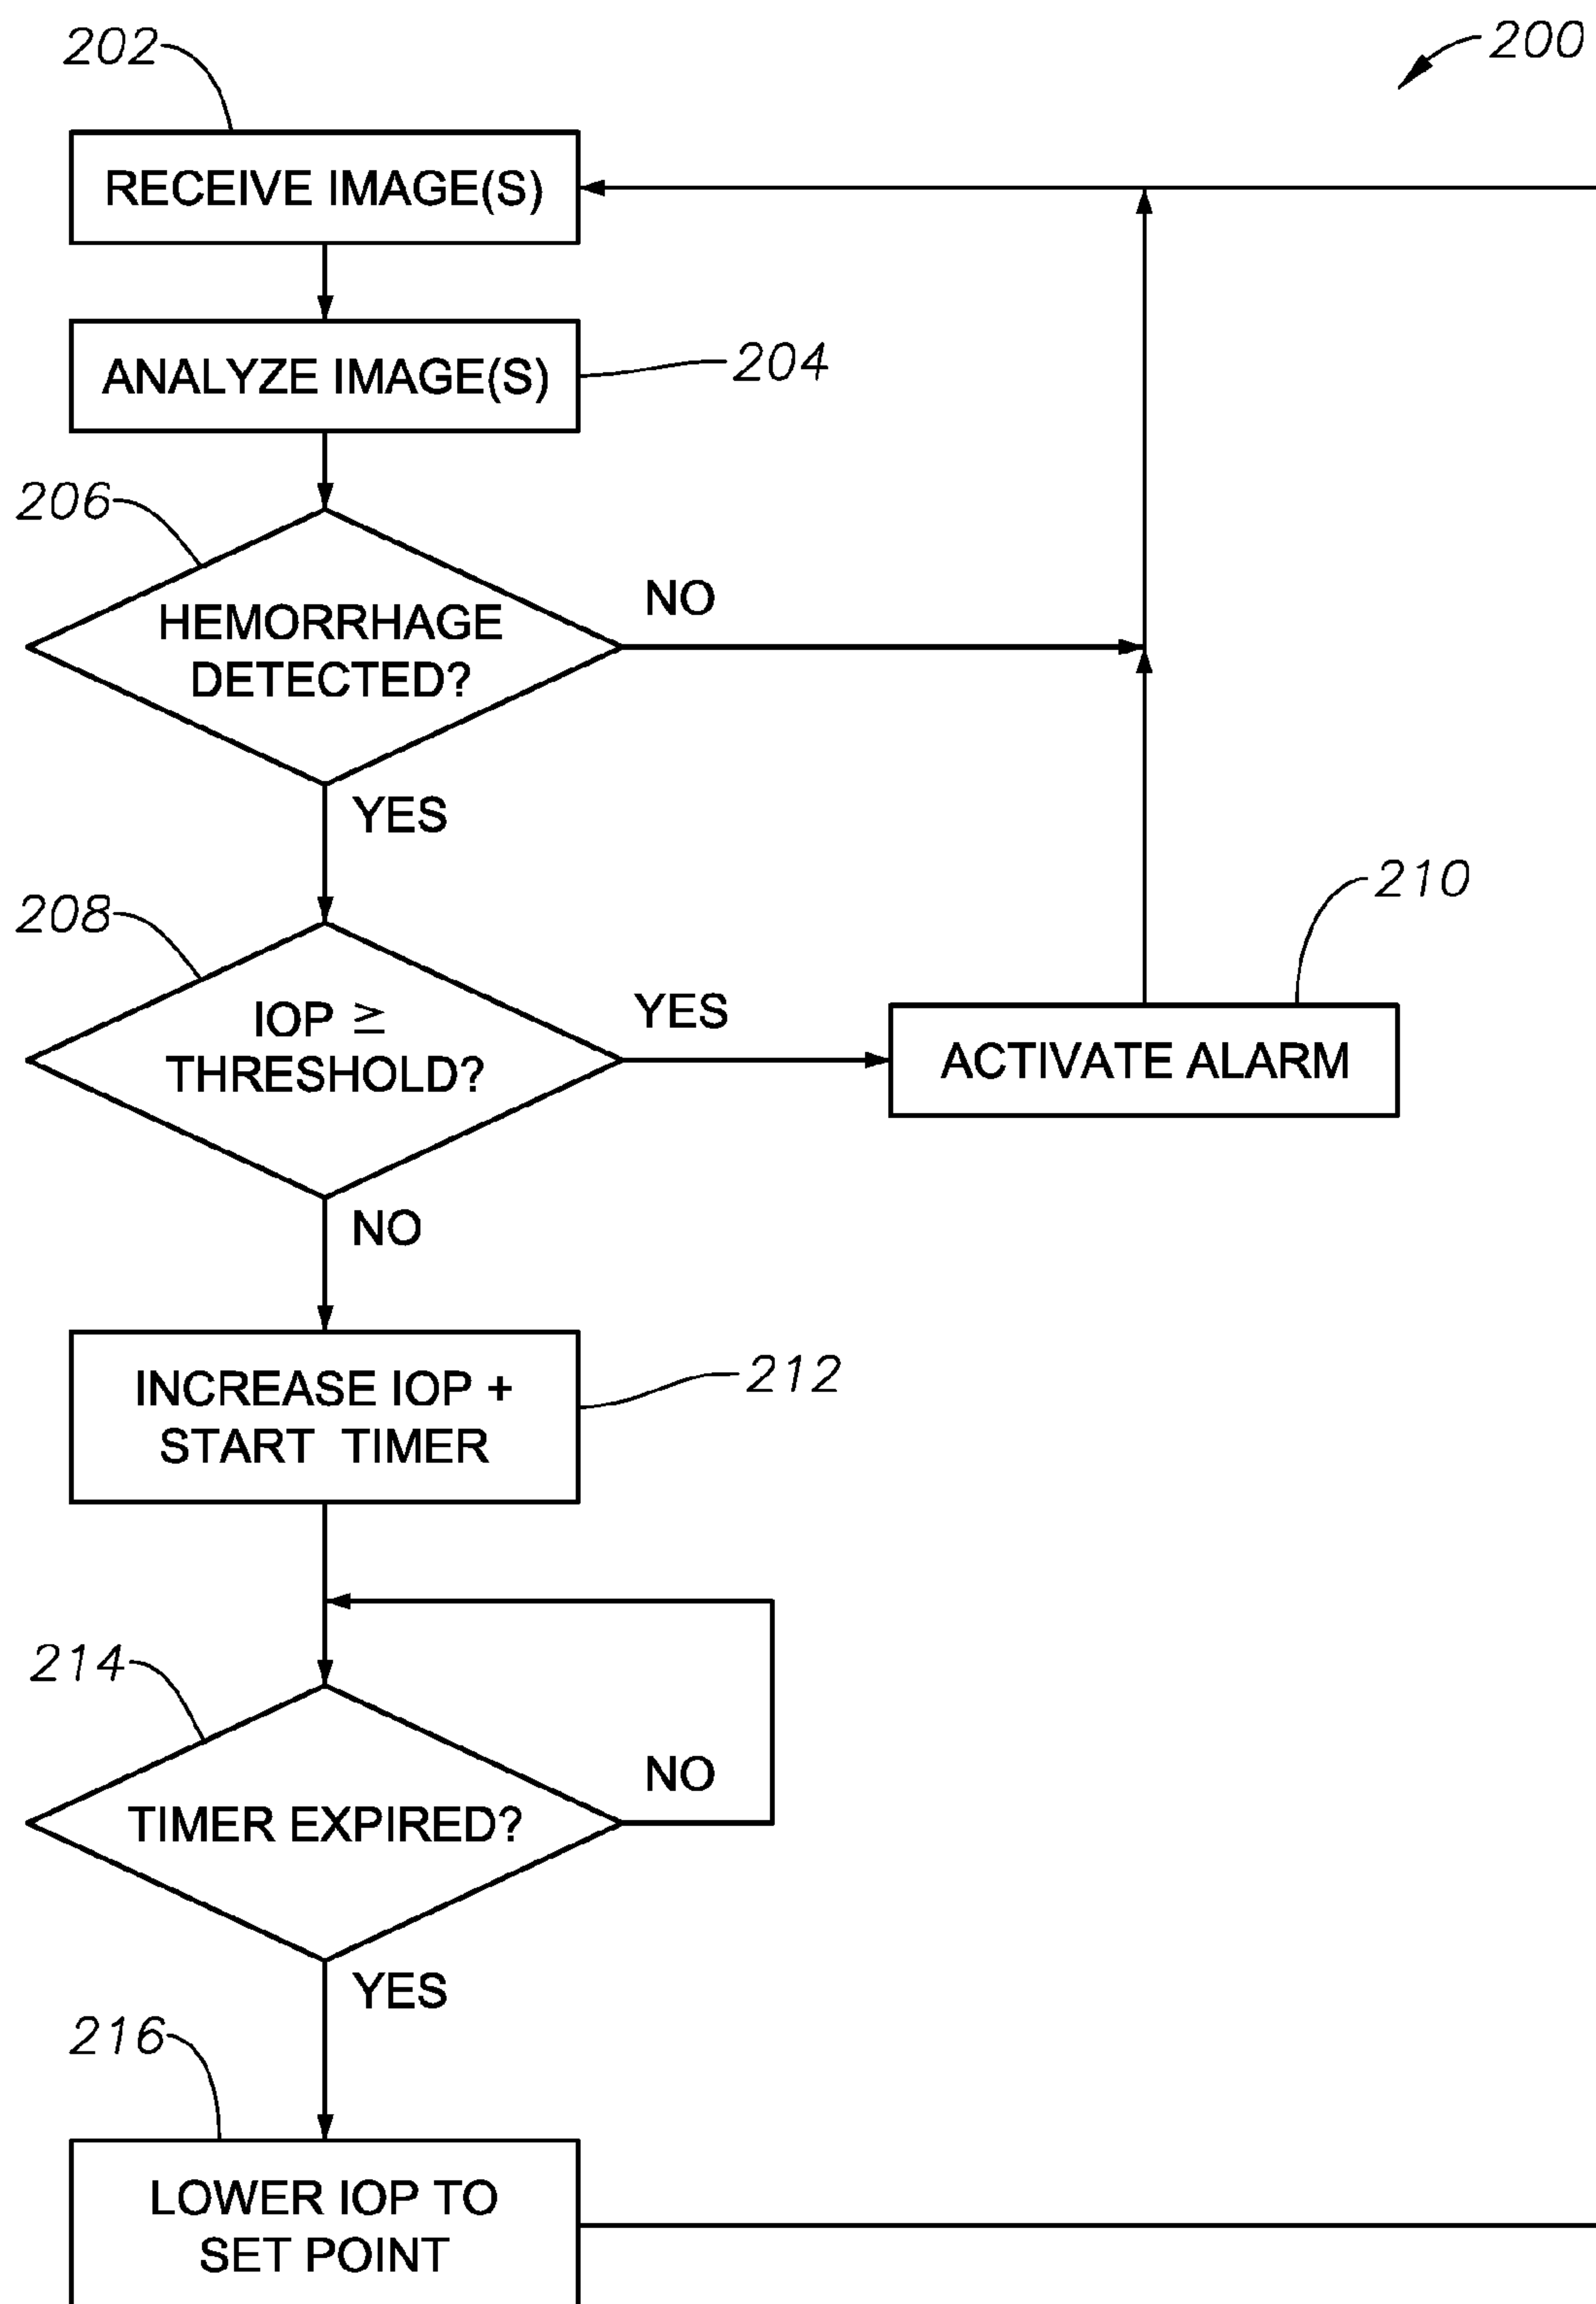 202
200
RECEIVE IMAGE(S)
ANALYZE IMAGE(S)
204
206
HEMORRHAGE
DETECTED?
NO
YES
208
IOP ≥
THRESHOLD?
YES
210
ACTIVATE ALARM
NO
INCREASE IOP +
START TIMER
212
214
TIMER EXPIRED?
NO
YES
216
LOWER IOP TO
SET POINT